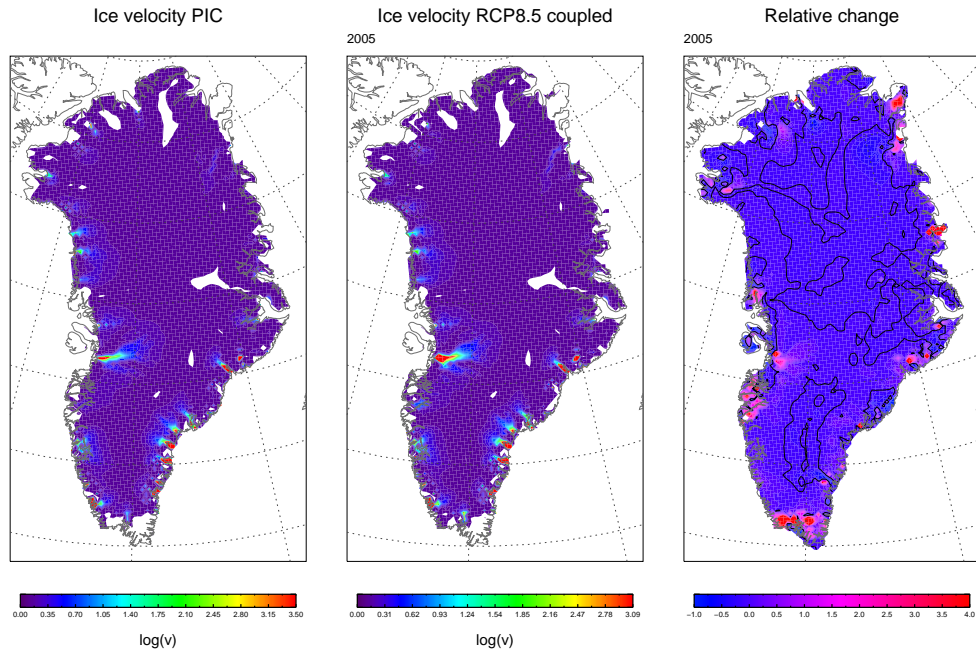 Ice velocity PIC
Ice velocity RCP8.5 coupled
Relative change
2005
2005
0.00 0.35 0.70 1.05 1.40 1.75 2.10 2.45 2.80 3.15 3.50
log(v)
0.00 0.31 0.62 0.93 1.24 1.54 1.85 2.16 2.47 2.78 3.09
log(v)
−1.0 −0.5 0.0 0.5 1.0 1.5 2.0 2.5 3.0 3.5 4.0